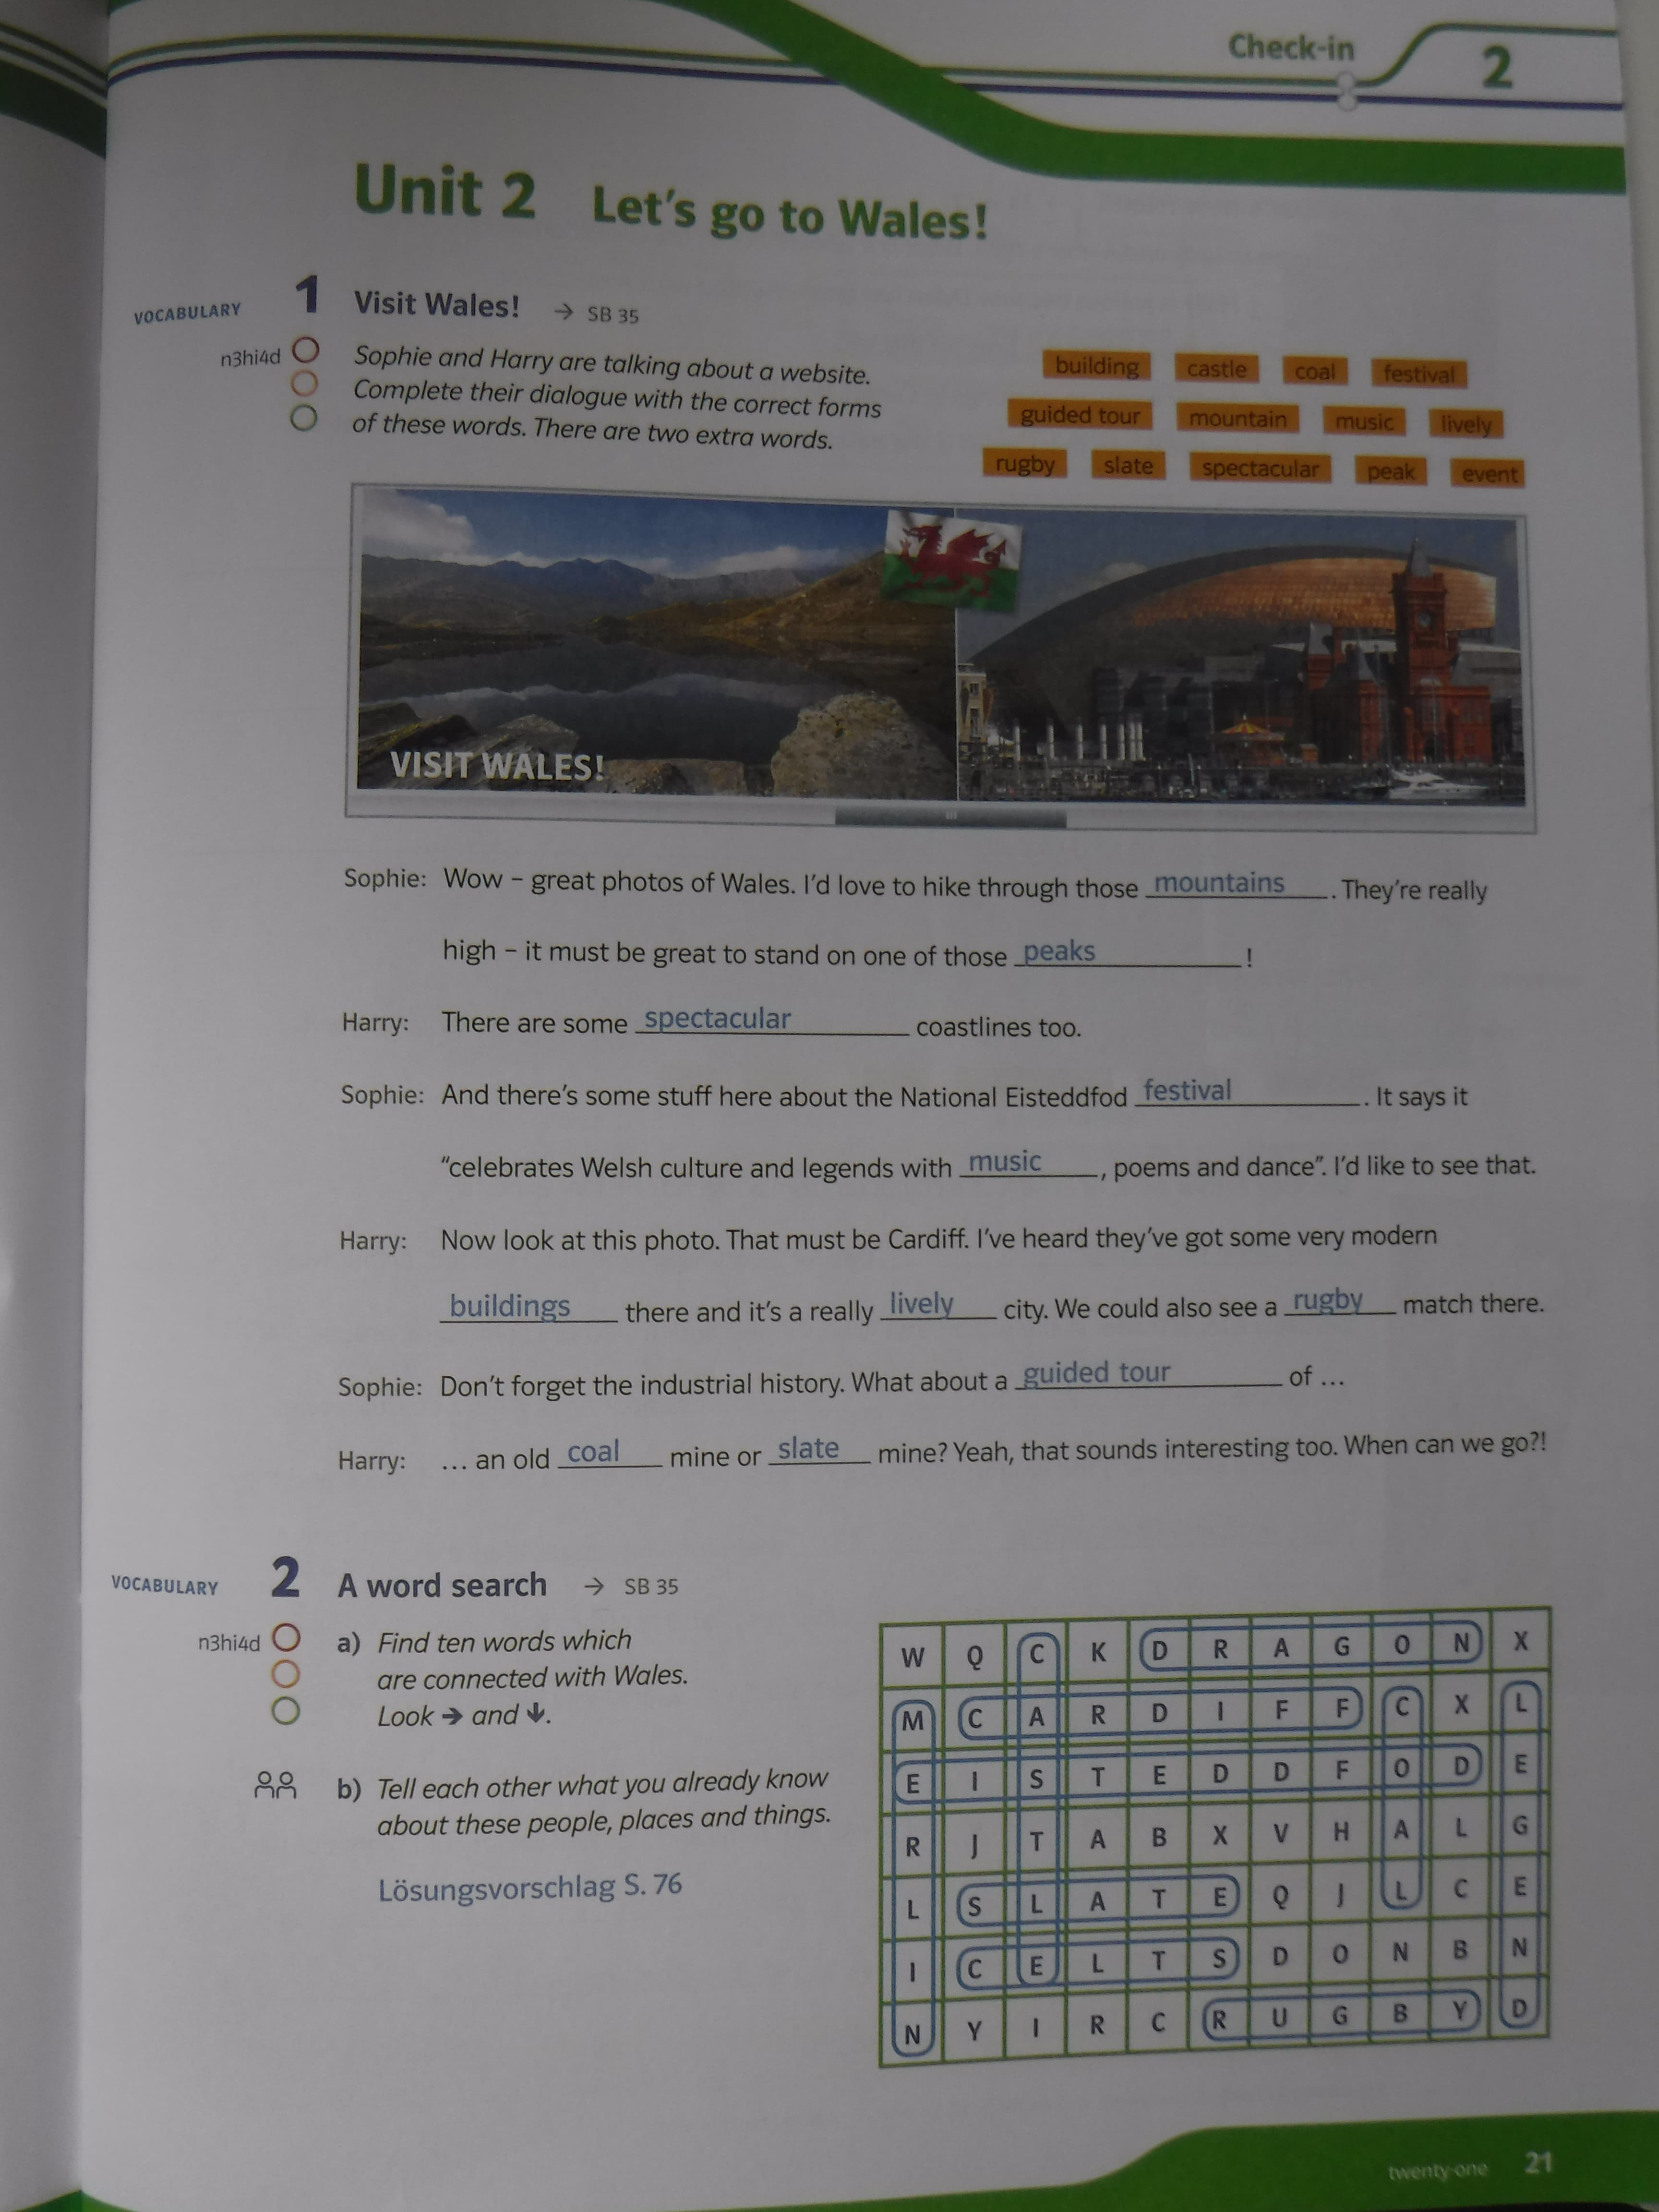 Check-in 2
Unit 2 Let's go to Wales!
VOCABULARY 1 Visit Wales! → SB 35
n3hi4d
Sophie and Harry are talking about a website.
Complete their dialogue with the correct forms
of these words. There are two extra words.
building castle coal festival
guided tour mountain music lively
rugby slate spectacular peak event
VISIT WALES!
Sophie: Wow – great photos of Wales. I'd love to hike through those mountains. They're really
high – it must be great to stand on one of those peaks!
Harry: There are some spectacular coastlines too.
Sophie: And there's some stuff here about the National Eisteddfod festival. It says it
“celebrates Welsh culture and legends with music, poems and dance”. I'd like to see that.
Harry: Now look at this photo. That must be Cardiff. I've heard they've got some very modern
buildings there and it's a really lively city. We could also see a rugby match there.
Sophie: Don't forget the industrial history. What about a guided tour of …
Harry: … an old coal mine or slate mine? Yeah, that sounds interesting too. When can we go?!
VOCABULARY 2 A word search → SB 35
n3hi4d
a) Find ten words which
are connected with Wales.
Look → and ↓.
b) Tell each other what you already know
about these people, places and things.
Lösungsvorschlag S. 76
W Q C K D R A G O N X
M C A R D I F F C X L
E I S T E D D F O D E
R J T A B X V H A L G
L S L A T E Q J L C E
I C E L T S D O N B N
N Y I R C R U G B Y D
twenty-one 21